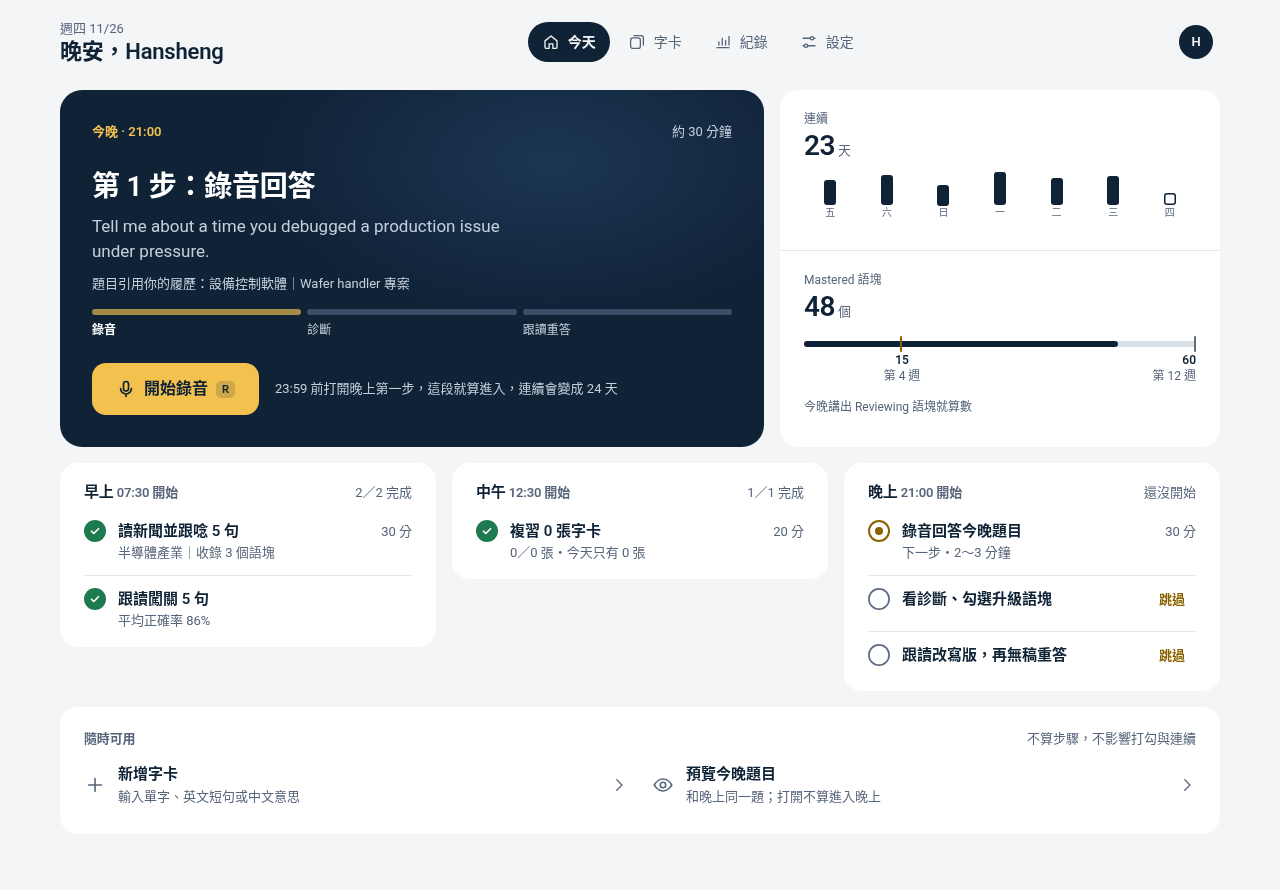 週四 11/26
晚安，Hansheng
今天
字卡
紀錄
設定
H
今晚 · 21:00
約 30 分鐘
第 1 步：錄音回答
Tell me about a time you debugged a production issue
under pressure.
題目引用你的履歷：設備控制軟體｜Wafer handler 專案
錄音
診斷
跟讀重答
開始錄音 R
23:59 前打開晚上第一步，這段就算進入，連續會變成 24 天
連續
23 天
五 六 日 一 二 三 四
Mastered 語塊
48 個
15
第 4 週
60
第 12 週
今晚講出 Reviewing 語塊就算數
早上 07:30 開始
2／2 完成
讀新聞並跟唸 5 句
30 分
半導體產業｜收錄 3 個語塊
跟讀闖關 5 句
平均正確率 86%
中午 12:30 開始
1／1 完成
複習 0 張字卡
20 分
0／0 張・今天只有 0 張
晚上 21:00 開始
還沒開始
錄音回答今晚題目
30 分
下一步・2～3 分鐘
看診斷、勾選升級語塊
跳過
跟讀改寫版，再無稿重答
跳過
隨時可用
不算步驟，不影響打勾與連續
新增字卡
輸入單字、英文短句或中文意思
預覽今晚題目
和晚上同一題；打開不算進入晚上